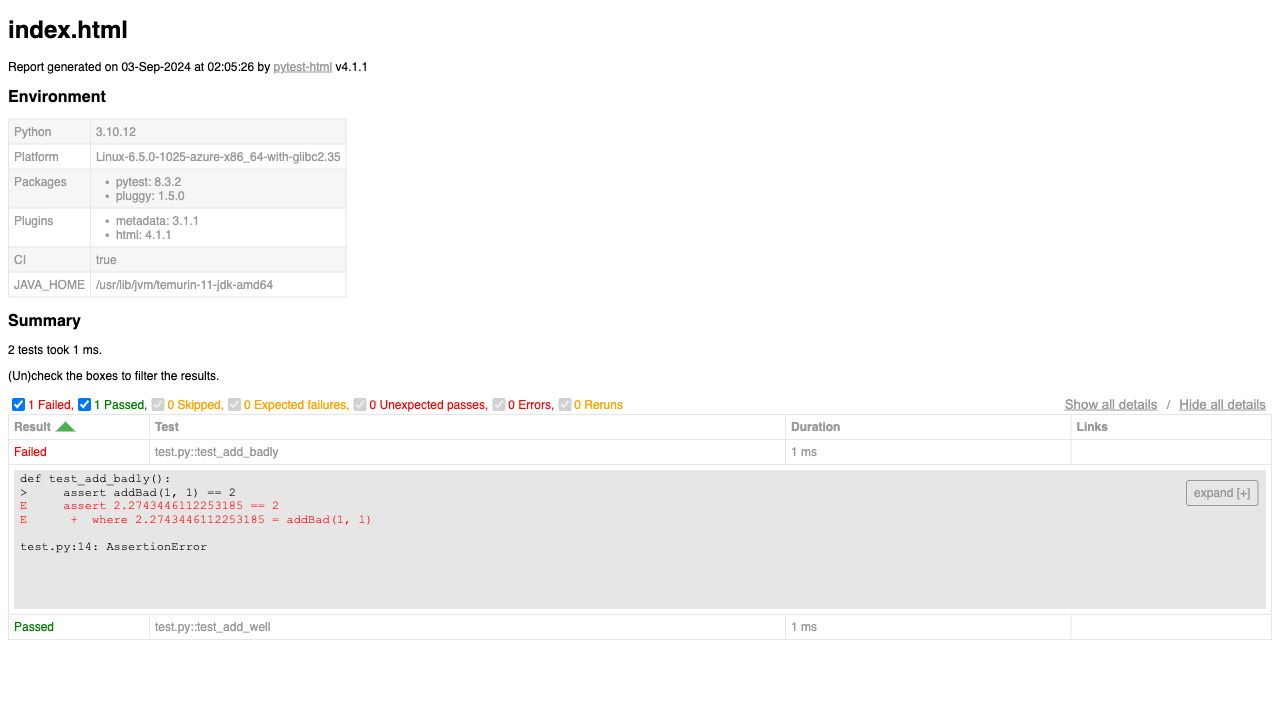 index.html
Report generated on 03-Sep-2024 at 02:05:26 by pytest-html v4.1.1
Environment
Python 3.10.12
Platform Linux-6.5.0-1025-azure-x86_64-with-glibc2.35
Packages • pytest: 8.3.2
• pluggy: 1.5.0
Plugins • metadata: 3.1.1
• html: 4.1.1
CI true
JAVA_HOME /usr/lib/jvm/temurin-11-jdk-amd64
Summary
2 tests took 1 ms.
(Un)check the boxes to filter the results.
1 Failed, 1 Passed, 0 Skipped, 0 Expected failures, 0 Unexpected passes, 0 Errors, 0 Reruns Show all details / Hide all details
Result Test Duration Links
Failed test.py::test_add_badly 1 ms
def test_add_badly():
>     assert addBad(1, 1) == 2
E     assert 2.2743446112253185 == 2
E      +  where 2.2743446112253185 = addBad(1, 1)
test.py:14: AssertionError
expand [+]
Passed test.py::test_add_well 1 ms